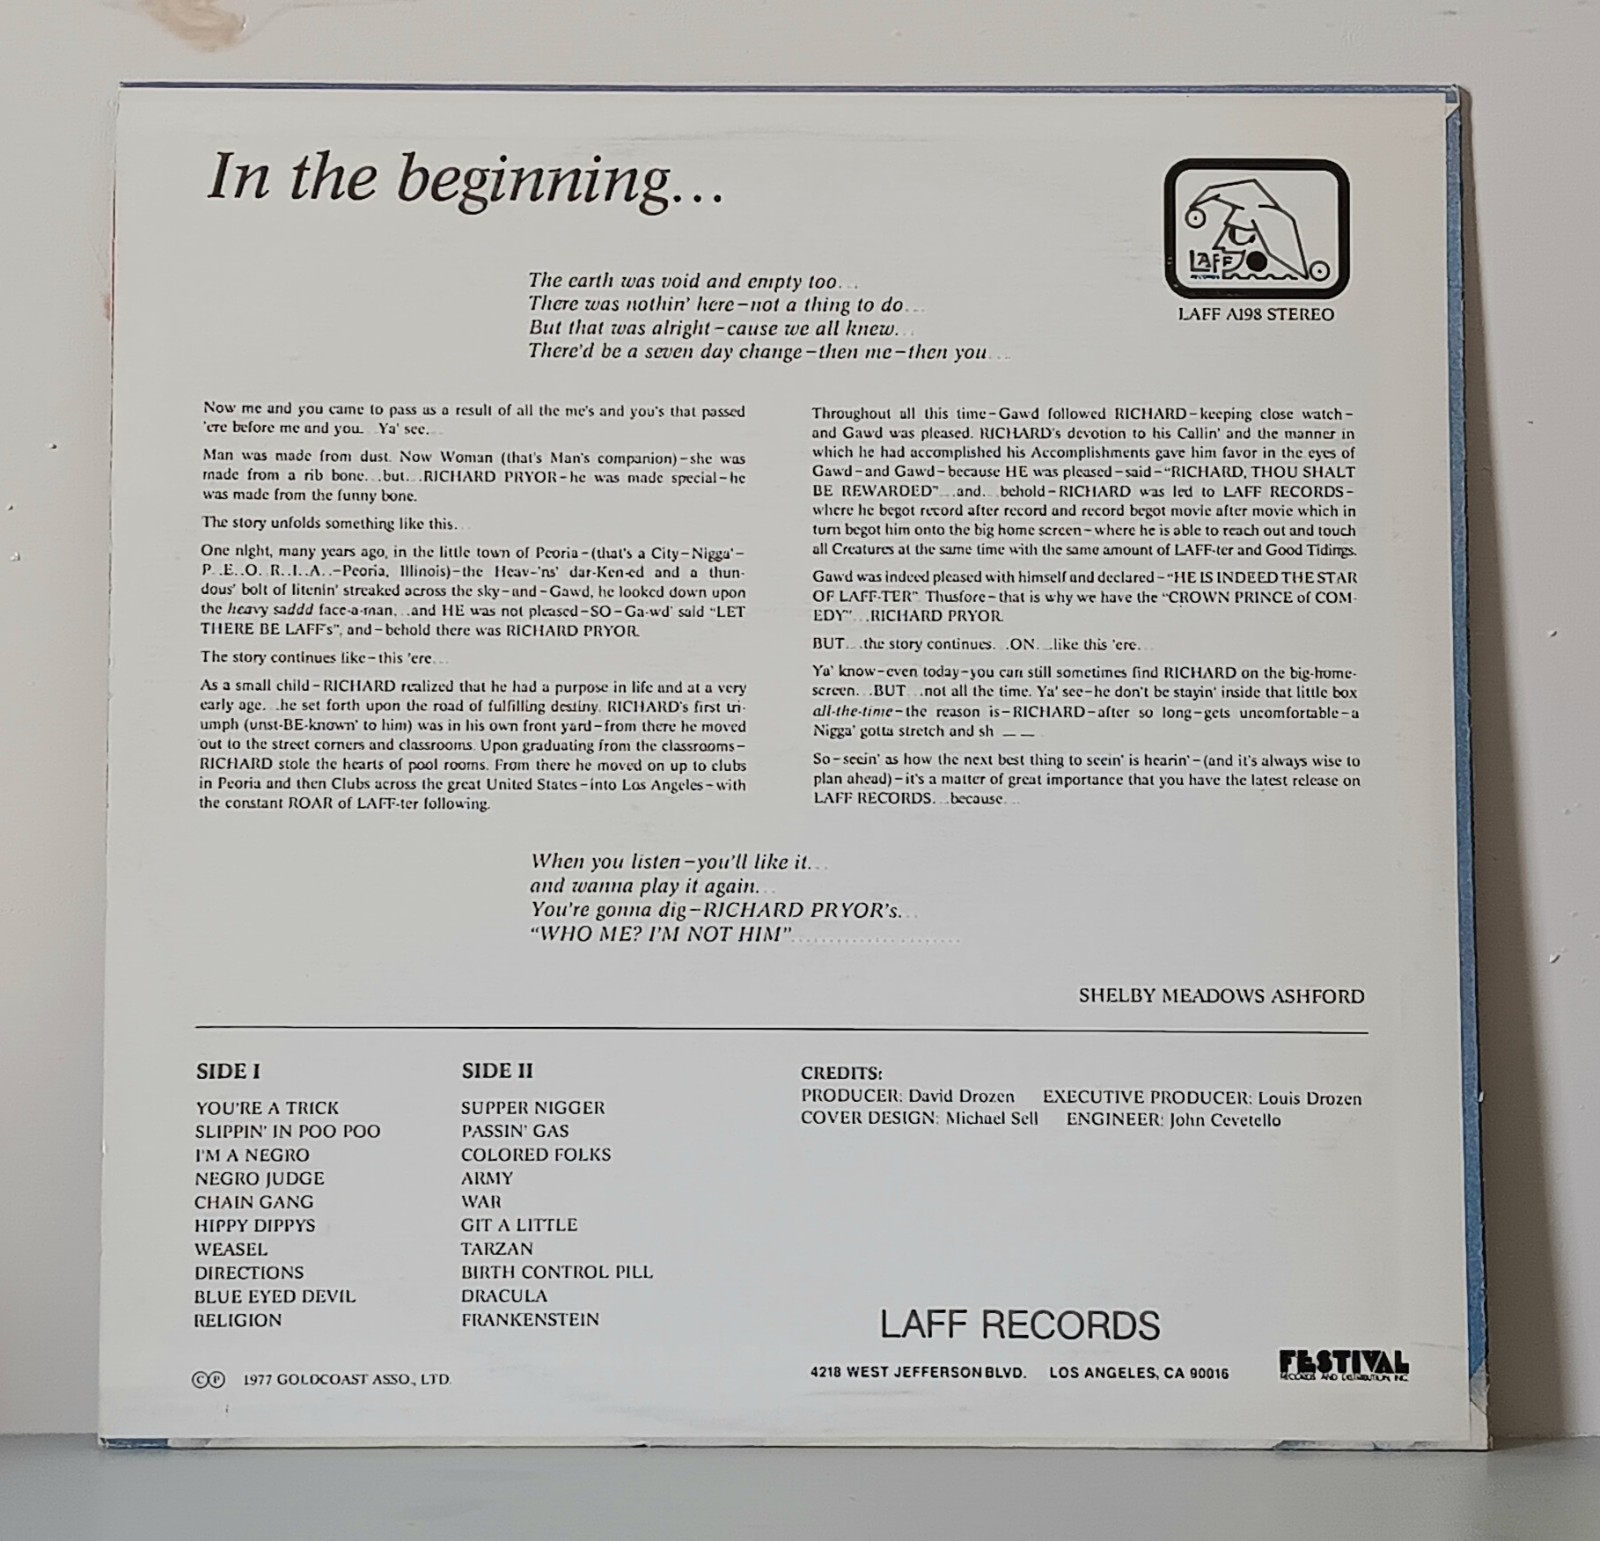 In the beginning...
LAFF
LAFF A198 STEREO
The earth was void and empty too...
There was nothin' here–not a thing to do...
But that was alright–cause we all knew...
There'd be a seven day change–then me–then you...
Now me and you came to pass as a result of all the me's and you's that passed
'ere before me and you... Ya' see...
Man was made from dust. Now Woman (that's Man's companion)–she was
made from a rib bone...but...RICHARD PRYOR–he was made special–he
was made from the funny bone.
The story unfolds something like this...
One night, many years ago, in the little town of Peoria–(that's a City–Nigga'–
P..E..O..R..I..A..–Peoria, Illinois)–the Heav-'ns' dar-Ken-ed and a thun-
dous' bolt of litenin' streaked across the sky–and–Gawd, he looked down upon
the heavy saddd face-a-man...and HE was not pleased–SO–Ga-wd' said "LET
THERE BE LAFFs", and–behold there was RICHARD PRYOR.
The story continues like–this 'ere...
As a small child–RICHARD realized that he had a purpose in life and at a very
early age...he set forth upon the road of fulfilling destiny. RICHARD's first tri-
umph (unst-BE-known' to him) was in his own front yard–from there he moved
out to the street corners and classrooms. Upon graduating from the classrooms–
RICHARD stole the hearts of pool rooms. From there he moved on up to clubs
in Peoria and then Clubs across the great United States–into Los Angeles–with
the constant ROAR of LAFF-ter following.
Throughout all this time–Gawd followed RICHARD–keeping close watch–
and Gawd was pleased. RICHARD's devotion to his Callin' and the manner in
which he had accomplished his Accomplishments gave him favor in the eyes of
Gawd–and Gawd–because HE was pleased–said–"RICHARD, THOU SHALT
BE REWARDED"...and...behold–RICHARD was led to LAFF RECORDS–
where he begot record after record and record begot movie after movie which in
turn begot him onto the big home screen–where he is able to reach out and touch
all Creatures at the same time with the same amount of LAFF-ter and Good Tidings.
Gawd was indeed pleased with himself and declared–"HE IS INDEED THE STAR
OF LAFF-TER". Thusfore–that is why we have the "CROWN PRINCE of COM-
EDY"...RICHARD PRYOR.
BUT...the story continues...ON...like this 'ere...
Ya' know–even today–you can still sometimes find RICHARD on the big-home-
screen...BUT...not all the time. Ya' see–he don't be stayin' inside that little box
all-the-time–the reason is–RICHARD–after so long–gets uncomfortable–a
Nigga' gotta stretch and sh — —
So–seein' as how the next best thing to seein' is hearin'–(and it's always wise to
plan ahead)–it's a matter of great importance that you have the latest release on
LAFF RECORDS...because...
When you listen–you'll like it...
and wanna play it again...
You're gonna dig–RICHARD PRYOR's...
"WHO ME? I'M NOT HIM".....................
SHELBY MEADOWS ASHFORD
SIDE I
YOU'RE A TRICK
SLIPPIN' IN POO POO
I'M A NEGRO
NEGRO JUDGE
CHAIN GANG
HIPPY DIPPYS
WEASEL
DIRECTIONS
BLUE EYED DEVIL
RELIGION
SIDE II
SUPPER NIGGER
PASSIN' GAS
COLORED FOLKS
ARMY
WAR
GIT A LITTLE
TARZAN
BIRTH CONTROL PILL
DRACULA
FRANKENSTEIN
CREDITS:
PRODUCER: David Drozen EXECUTIVE PRODUCER: Louis Drozen
COVER DESIGN: Michael Sell ENGINEER: John Cevetello
LAFF RECORDS
4218 WEST JEFFERSON BLVD. LOS ANGELES, CA 90016
FESTIVAL
RECORDS AND DISTRIBUTION, INC.
©℗ 1977 GOLDCOAST ASSO., LTD.